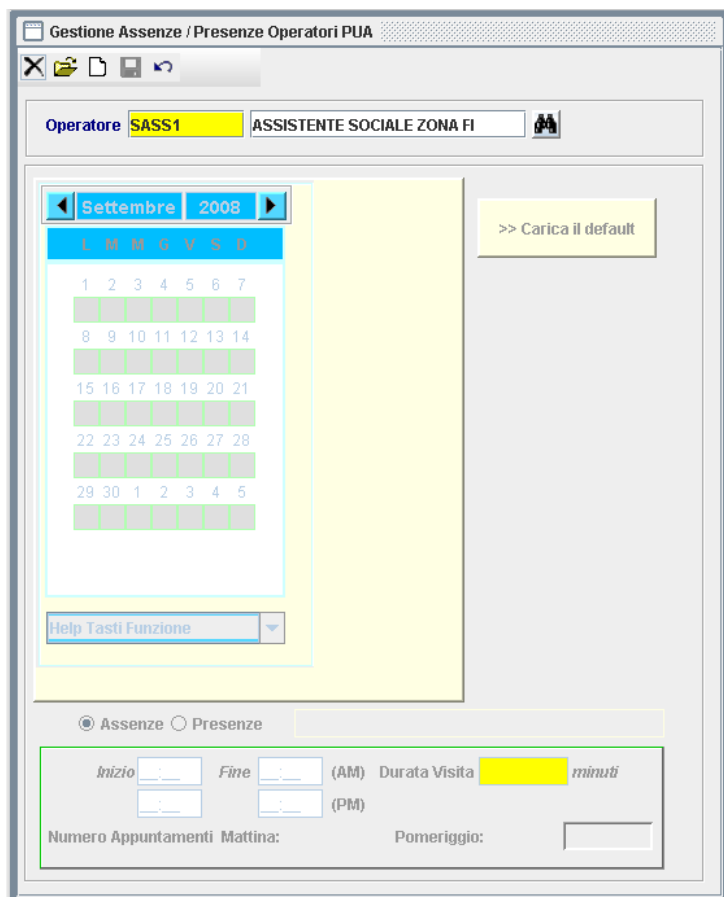 Gestione Assenze / Presenze Operatori PUA
Operatore SASS1 ASSISTENTE SOCIALE ZONA FI
Settembre 2008
>> Carica il default
L M M G V S D
1 2 3 4 5 6 7
8 9 10 11 12 13 14
15 16 17 18 19 20 21
22 23 24 25 26 27 28
29 30 1 2 3 4 5
Help Tasti Funzione
Assenze Presenze
Inizio __:__ Fine __:__ (AM) Durata Visita minuti
__:__ __:__ (PM)
Numero Appuntamenti Mattina: Pomeriggio: